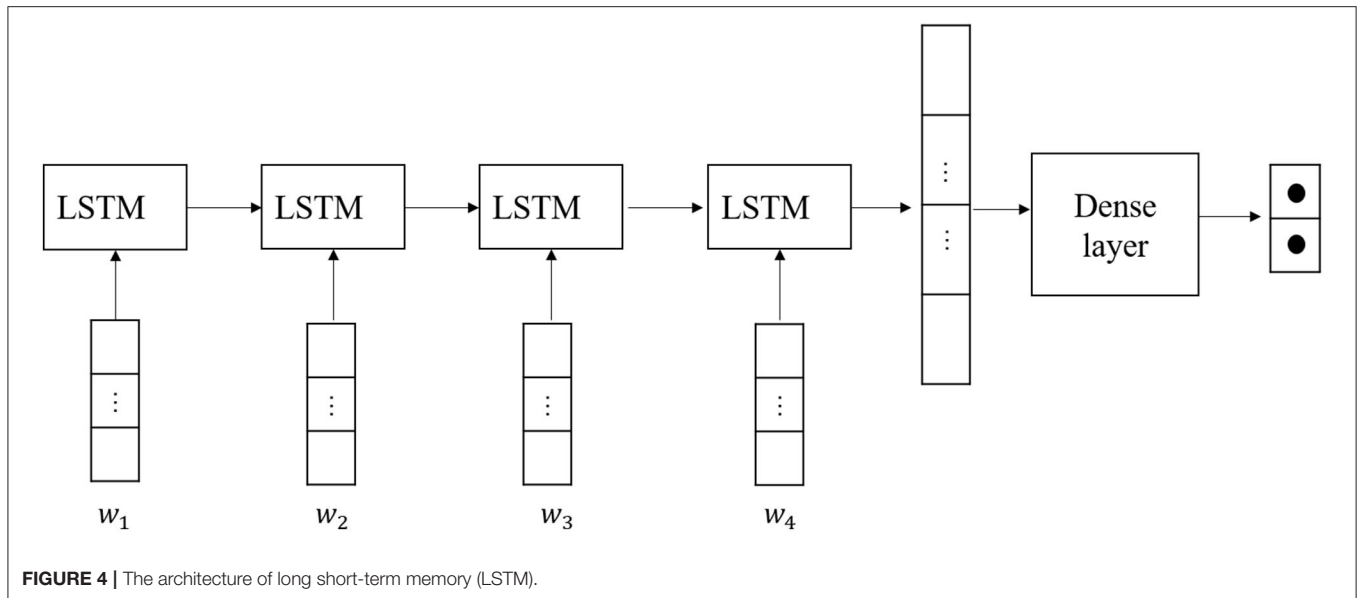 LSTM
LSTM
LSTM
LSTM
⋮
⋮
Dense
layer
⋮
⋮
⋮
⋮
w₁
w₂
w₃
w₄
FIGURE 4 | The architecture of long short-term memory (LSTM).